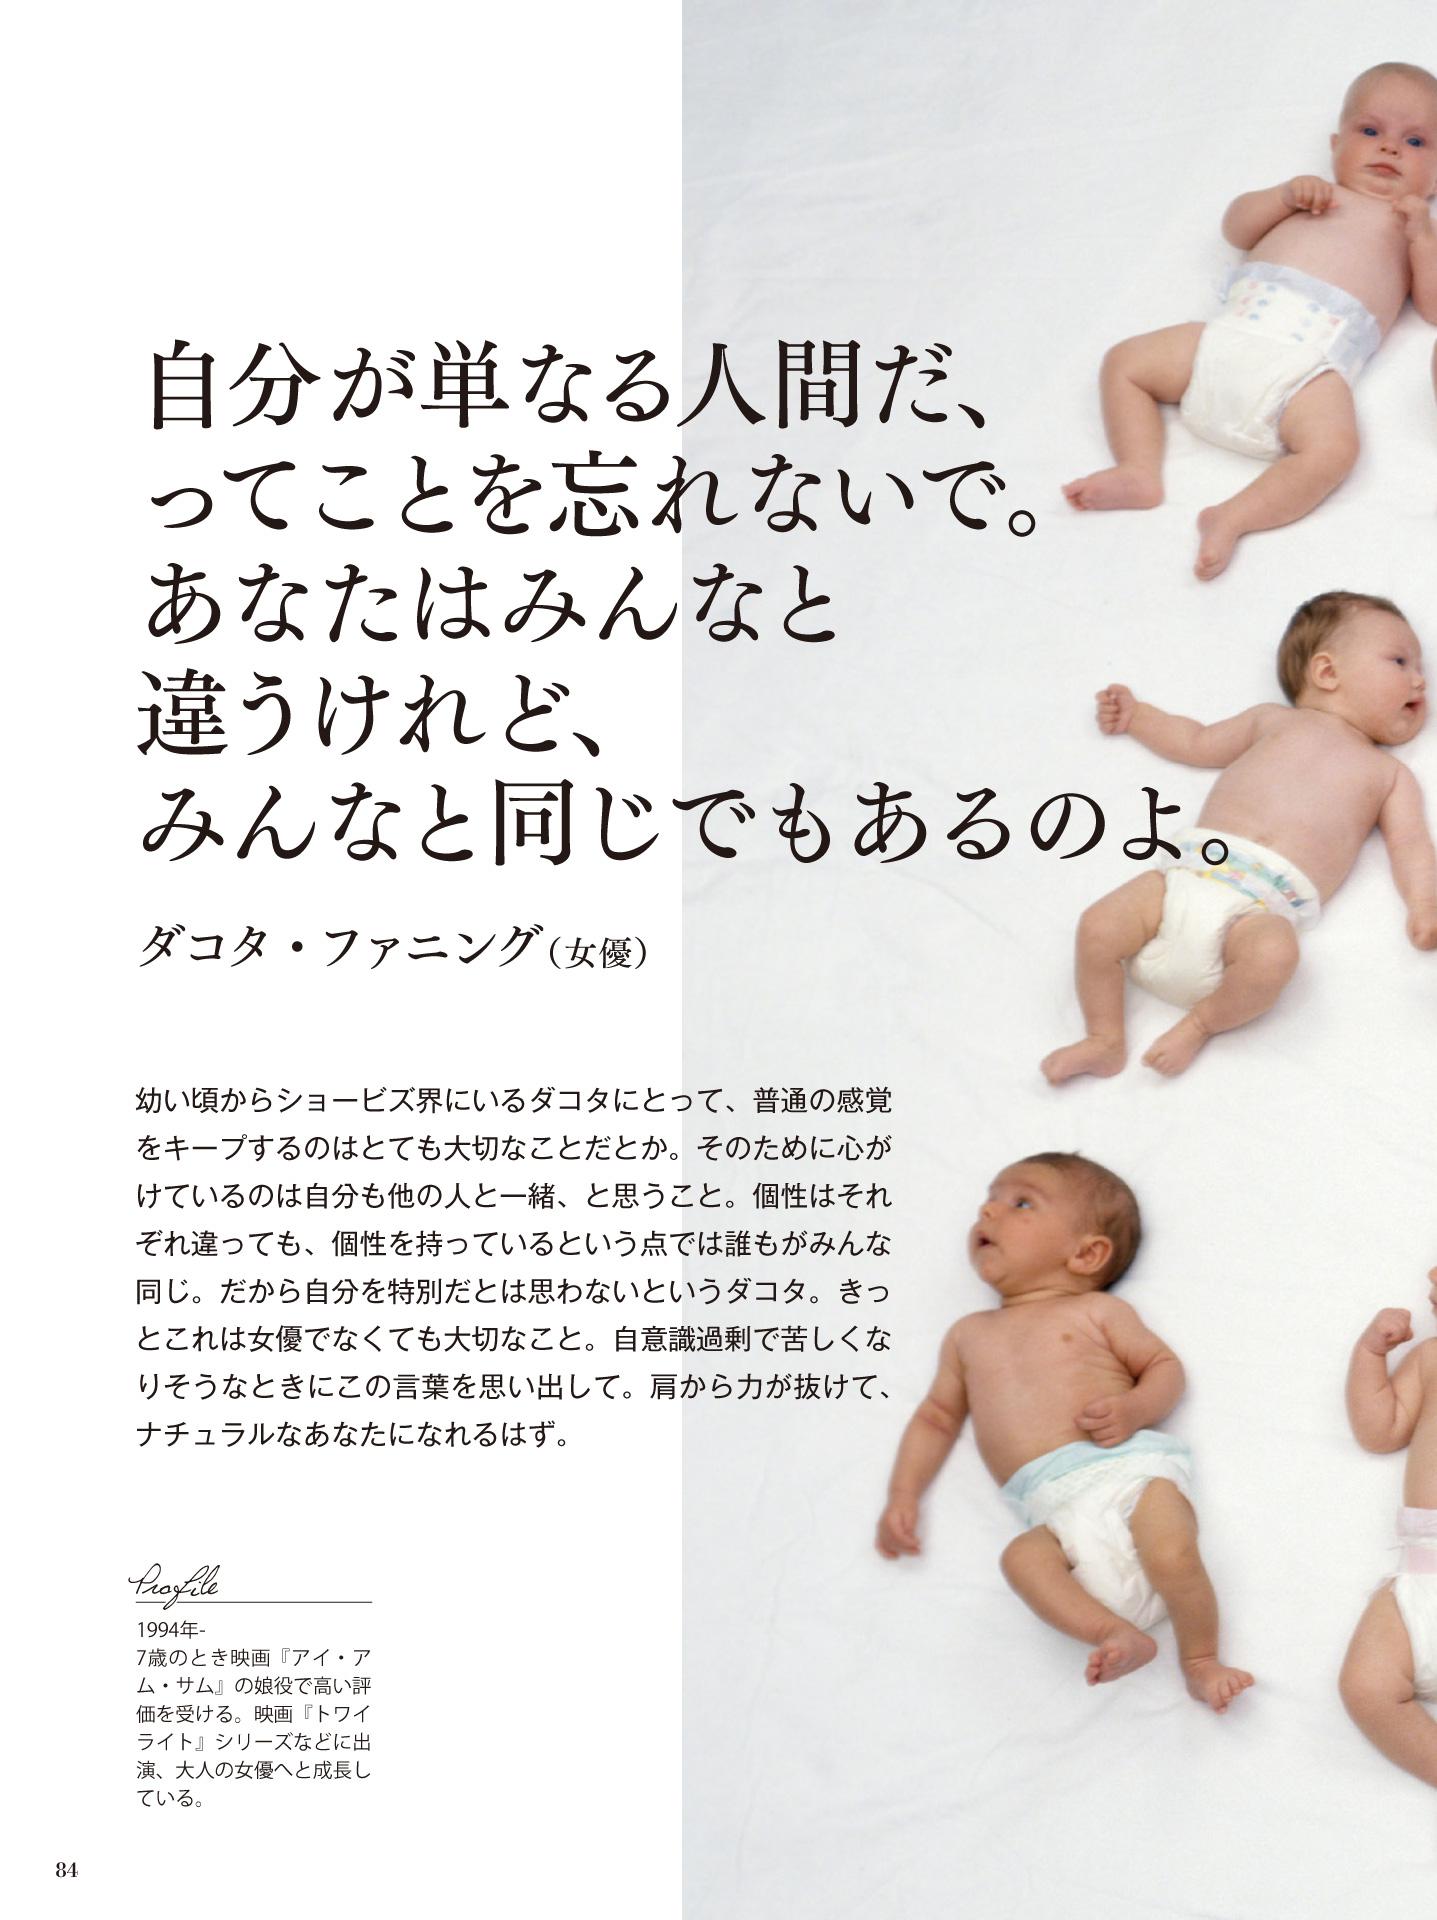 自分が単なる人間だ、
ってことを忘れないで。
あなたはみんなと
違うけれど、
みんなと同じでもあるのよ。
ダコタ・ファニング（女優）
幼い頃からショービズ界にいるダコタにとって、普通の感覚
をキープするのはとても大切なことだとか。そのために心が
けているのは自分も他の人と一緒、と思うこと。個性はそれ
ぞれ違っても、個性を持っているという点では誰もがみんな
同じ。だから自分を特別だとは思わないというダコタ。きっ
とこれは女優でなくても大切なこと。自意識過剰で苦しくな
りそうなときにこの言葉を思い出して。肩から力が抜けて、
ナチュラルなあなたになれるはず。
Profile
1994年-
7歳のとき映画『アイ・ア
ム・サム』の娘役で高い評
価を受ける。映画『トワイ
ライト』シリーズなどに出
演、大人の女優へと成長し
ている。
84